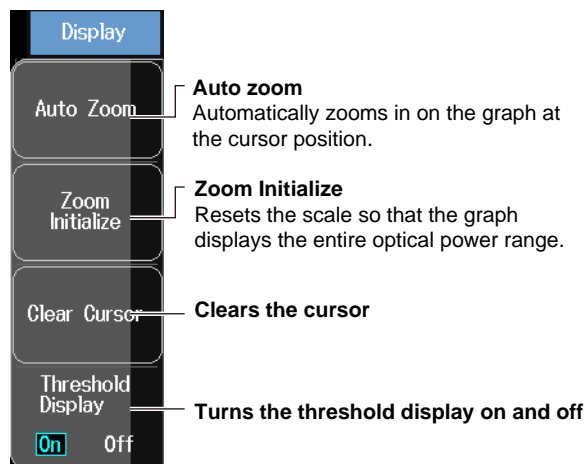 Display
Auto Zoom
Auto zoom
Automatically zooms in on the graph at
the cursor position.
Zoom
Initialize
Zoom Initialize
Resets the scale so that the graph
displays the entire optical power range.
Clear Cursor
Clears the cursor
Threshold
Display
On Off
Turns the threshold display on and off